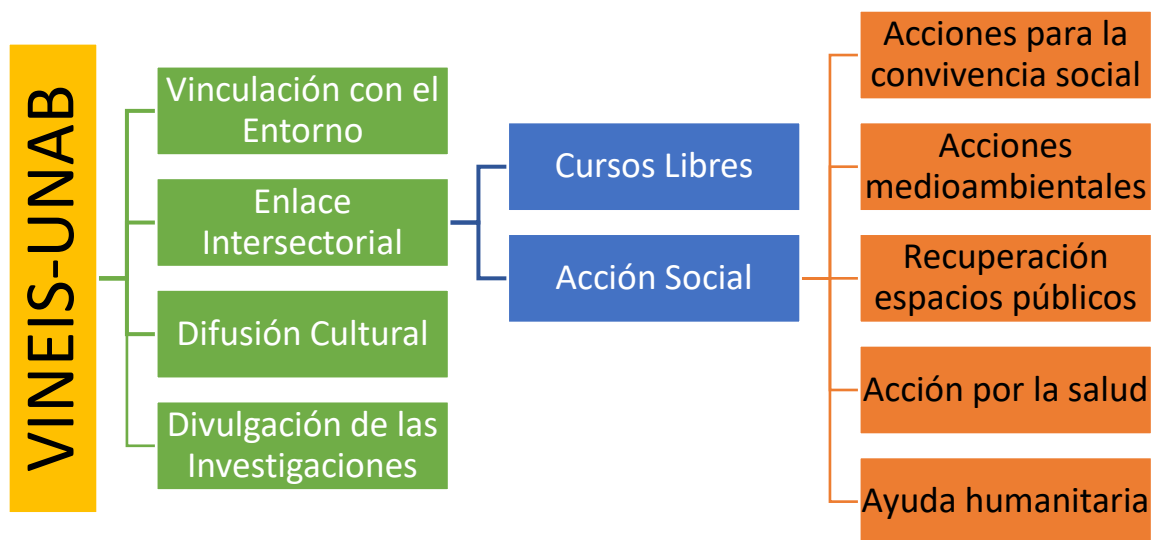 VINEIS-UNAB
Vinculación con el
Entorno
Enlace
Intersectorial
Difusión Cultural
Divulgación de las
Investigaciones
Cursos Libres
Acción Social
Acciones para la
convivencia social
Acciones
medioambientales
Recuperación
espacios públicos
Acción por la salud
Ayuda humanitaria